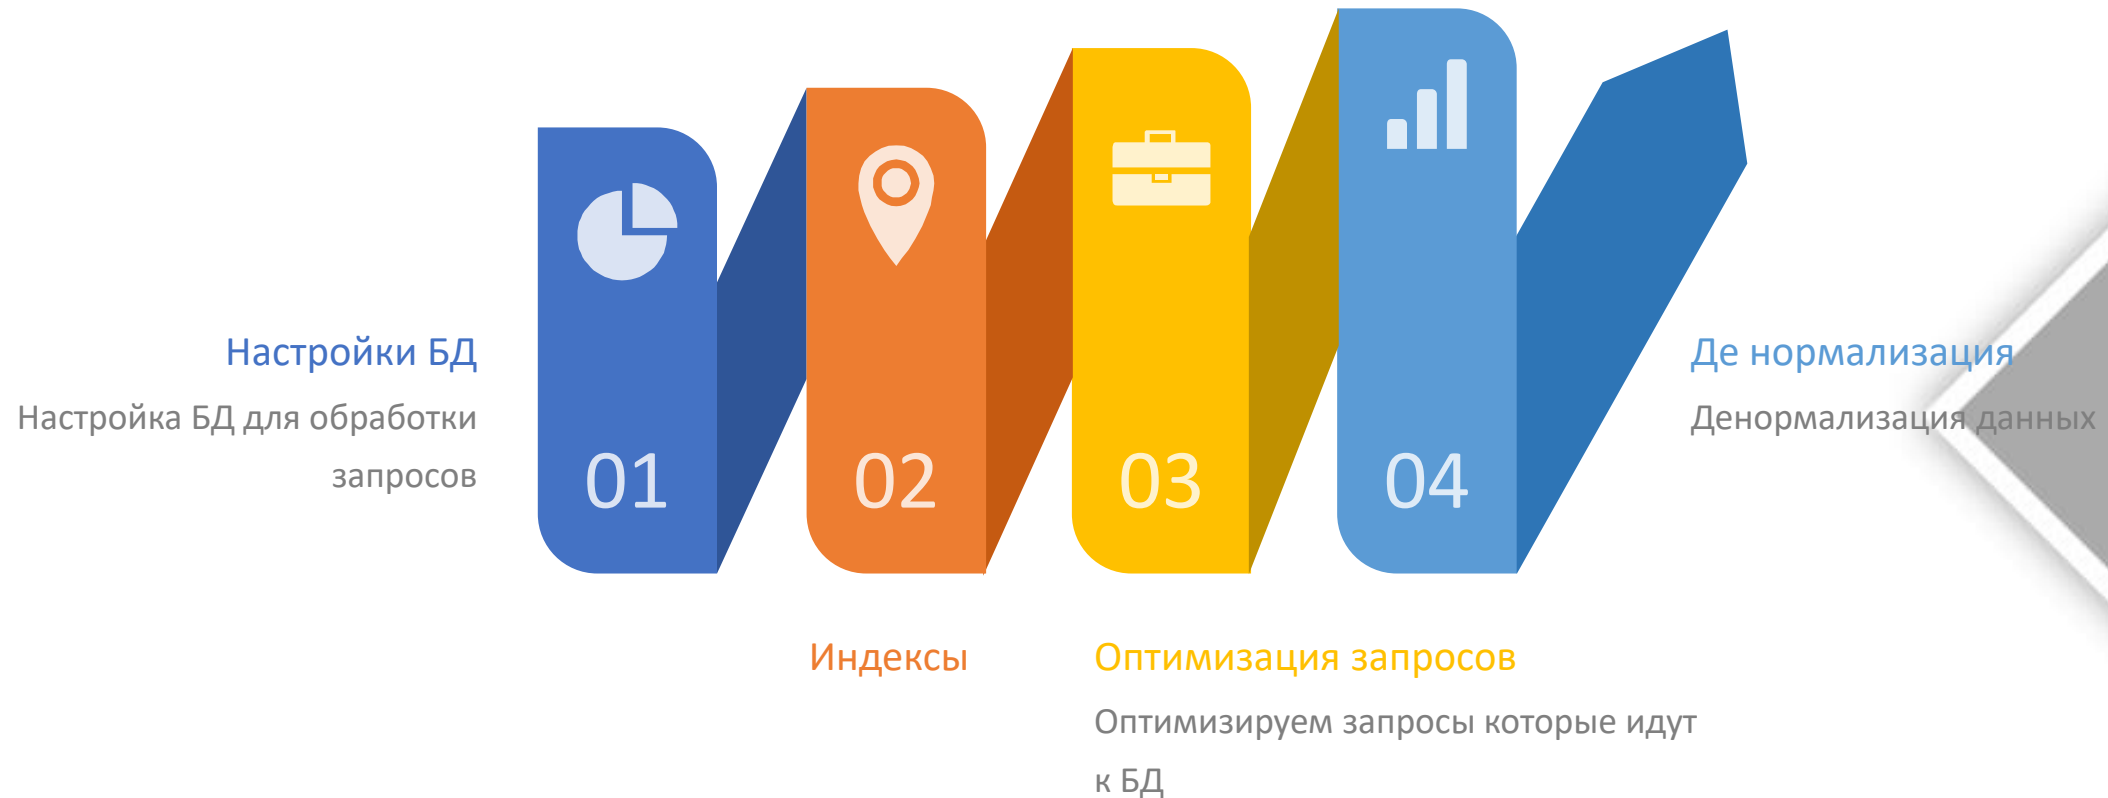 Настройки БД
Настройка БД для обработки
запросов
01
02
03
04
Де нормализация
Денормализация данных
Индексы
Оптимизация запросов
Оптимизируем запросы которые идут
к БД